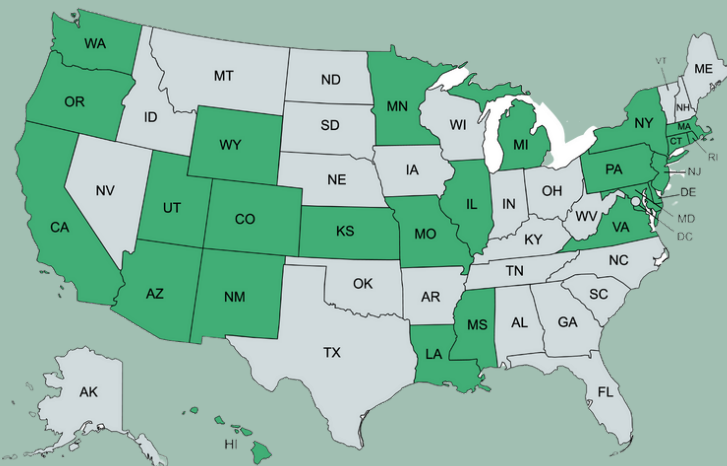 WA
MT
ND
VT
ME
OR
ID
MN
NH
SD
WI
NY
MA
WY
MI
CT
RI
IA
PA
NJ
NE
NV
UT
IL
IN
OH
DE
CO
WV
MD
CA
KS
MO
VA
DC
KY
NC
TN
AZ
NM
OK
AR
SC
MS
AL
GA
TX
LA
AK
FL
HI